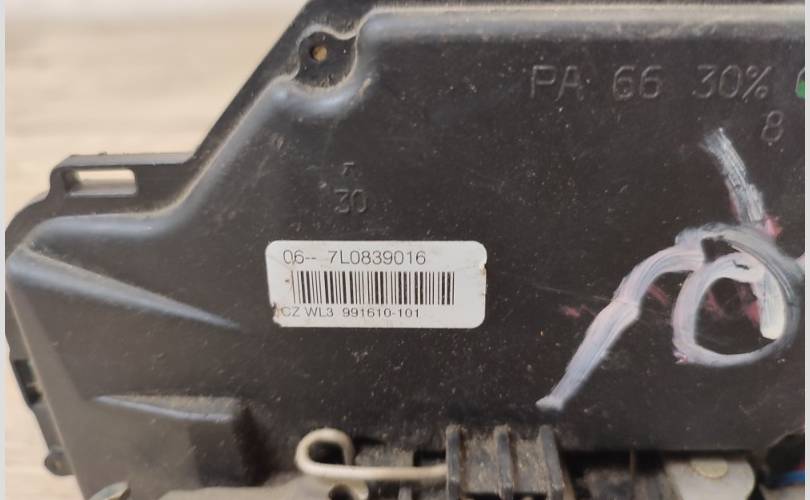 PA 66 30%
8
30
06-- 7L0839016
CZ WL3 991610-101